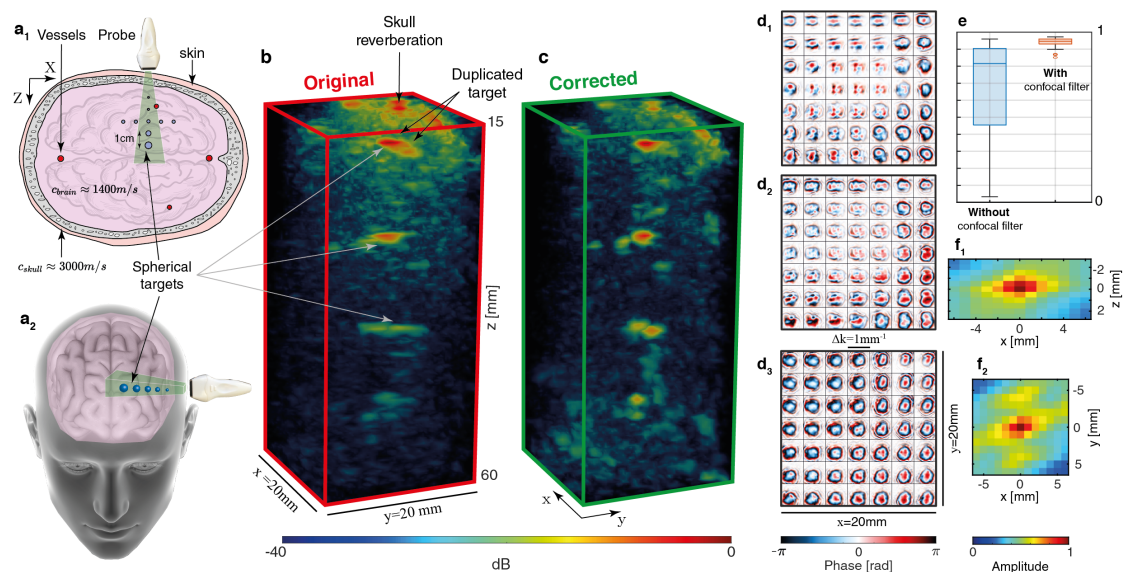 a1 Vessels Probe
skin
X
Z
1cm
c_brain ≈ 1400m/s
c_skull ≈ 3000m/s
Spherical
targets
a2
Skull
reverberation
b
Original
Duplicated
target
15
z [mm]
60
x =20mm
y=20 mm
c
Corrected
x
y
-40
0
dB
d1
d2
Δk=1mm-1
d3
y=20mm
x=20mm
-π
0
π
Phase [rad]
e
1
With
confocal filter
0
Without
confocal filter
f1
-2
0
2
z [mm]
-4 0 4
x [mm]
f2
-5
0
5
y [mm]
-5 0 5
x [mm]
0 1
Amplitude